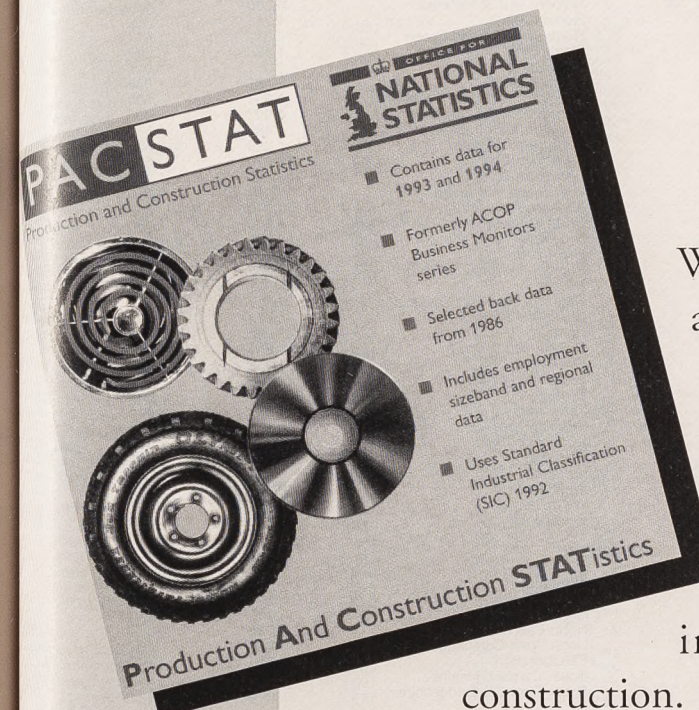 PACSTAT
Production and Construction Statistics
OFFICE FOR
NATIONAL
STATISTICS
Contains data for
1993 and 1994
Formerly ACOP
Business Monitors
series
Selected back data
from 1986
Includes employment
sizeband and regional
data
Uses Standard
Industrial Classification
(SIC) 1992
Production And Construction STATistics
construction.